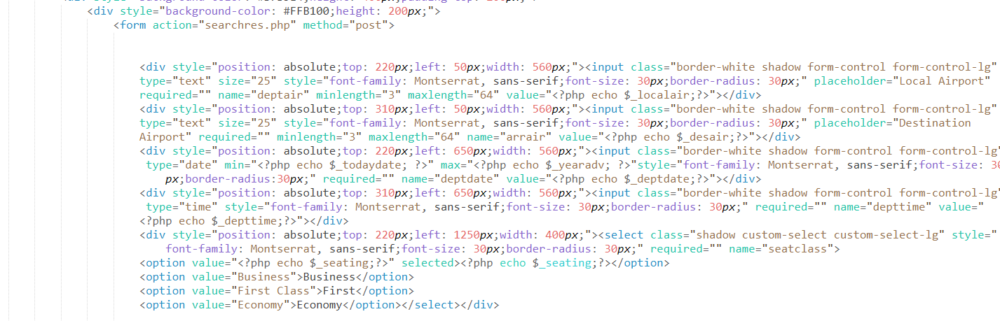 <div style="background-color: #FFB100;height: 200px;">
<form action="searchres.php" method="post">
<div style="position: absolute;top: 220px;left: 50px;width: 560px;"><input class="border-white shadow form-control form-control-lg"
type="text" size="25" style="font-family: Montserrat, sans-serif;font-size: 30px;border-radius: 30px;" placeholder="Local Airport"
required="" name="deptair" minlength="3" maxlength="64" value="<?php echo $_localair;?>"></div>
<div style="position: absolute;top: 310px;left: 50px;width: 560px;"><input class="border-white shadow form-control form-control-lg"
type="text" size="25" style="font-family: Montserrat, sans-serif;font-size: 30px;border-radius: 30px;" placeholder="Destination
Airport" required="" minlength="3" maxlength="64" name="arrair" value="<?php echo $_desair;?>"></div>
<div style="position: absolute;top: 220px;left: 650px;width: 560px;"><input class="border-white shadow form-control form-control-lg"
type="date" min="<?php echo $_todaydate; ?>" max="<?php echo $_yearadv; ?>"style="font-family: Montserrat, sans-serif;font-size: 30
px;border-radius:30px;" required="" name="deptdate" value="<?php echo $_deptdate;?>"></div>
<div style="position: absolute;top: 310px;left: 650px;width: 560px;"><input class="border-white shadow form-control form-control-lg"
type="time" style="font-family: Montserrat, sans-serif;font-size: 30px;border-radius: 30px;" required="" name="depttime" value="
<?php echo $_depttime;?>"></div>
<div style="position: absolute;top: 220px;left: 1250px;width: 400px;"><select class="shadow custom-select custom-select-lg" style="
font-family: Montserrat, sans-serif;font-size: 30px;border-radius: 30px;" required="" name="seatclass">
<option value="<?php echo $_seating;?>" selected><?php echo $_seating;?></option>
<option value="Business">Business</option>
<option value="First Class">First</option>
<option value="Economy">Economy</option></select></div>